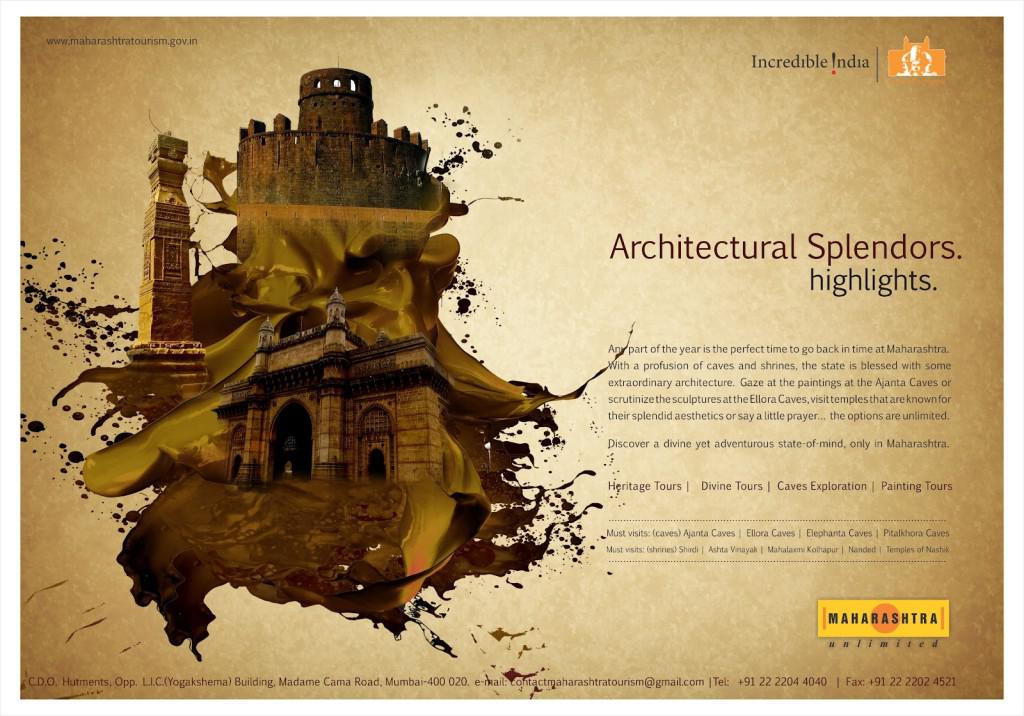 www.maharashtratourism.gov.in
Incredıble !ndıa
Architectural Splendors.
highlights.
Any part of the year is the perfect time to go back in time at Maharashtra.
With a profusion of caves and shrines, the state is blessed with some
extraordinary architecture. Gaze at the paintings at the Ajanta Caves or
scrutinize the sculptures at the Ellora Caves, visit temples that are known for
their splendid aesthetics or say a little prayer... the options are unlimited.
Discover a divine yet adventurous state-of-mind, only in Maharashtra.
Heritage Tours | Divine Tours | Caves Exploration | Painting Tours
Must visits: (caves) Ajanta Caves | Ellora Caves | Elephanta Caves | Pitalkhora Caves
Must visits: (shrines) Shirdi | Ashta Vinayak | Mahalaxmi Kolhapur | Nanded | Temples of Nashik
MAHARASHTRA
unlimited
C.D.O. Hutments, Opp. L.I.C.(Yogakshema) Building, Madame Cama Road, Mumbai-400 020. e-mail: contactmaharashtratourism@gmail.com |Tel: +91 22 2204 4040 | Fax: +91 22 2202 4521